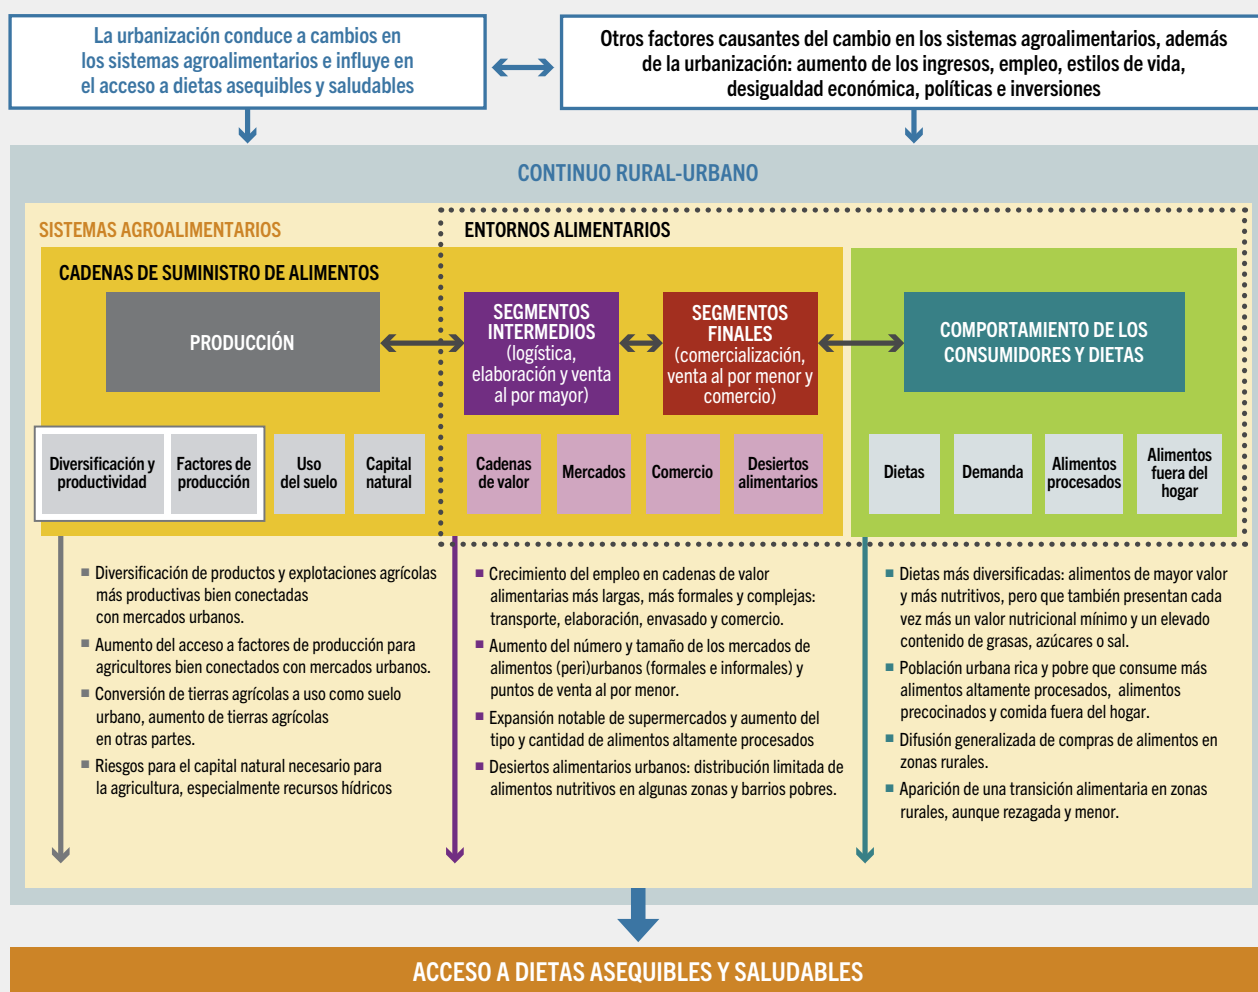 La urbanización conduce a cambios en
los sistemas agroalimentarios e influye en
el acceso a dietas asequibles y saludables
Otros factores causantes del cambio en los sistemas agroalimentarios, además
de la urbanización: aumento de los ingresos, empleo, estilos de vida,
desigualdad económica, políticas e inversiones
CONTINUO RURAL-URBANO
SISTEMAS AGROALIMENTARIOS
ENTORNOS ALIMENTARIOS
CADENAS DE SUMINISTRO DE ALIMENTOS
PRODUCCIÓN
SEGMENTOS
INTERMEDIOS
(logística,
elaboración y venta
al por mayor)
SEGMENTOS
FINALES
(comercialización,
venta al por menor y
comercio)
COMPORTAMIENTO DE LOS
CONSUMIDORES Y DIETAS
Diversificación y
productividad
Factores de
producción
Uso
del suelo
Capital
natural
Cadenas
de valor
Mercados
Comercio
Desiertos
alimentarios
Dietas
Demanda
Alimentos
procesados
Alimentos
fuera del
hogar
■ Diversificación de productos y explotaciones agrícolas
más productivas bien conectadas
con mercados urbanos.
■ Aumento del acceso a factores de producción para
agricultores bien conectados con mercados urbanos.
■ Conversión de tierras agrícolas a uso como suelo
urbano, aumento de tierras agrícolas
en otras partes.
■ Riesgos para el capital natural necesario para
la agricultura, especialmente recursos hídricos
■ Crecimiento del empleo en cadenas de valor
alimentarias más largas, más formales y complejas:
transporte, elaboración, envasado y comercio.
■ Aumento del número y tamaño de los mercados de
alimentos (peri)urbanos (formales e informales) y
puntos de venta al por menor.
■ Expansión notable de supermercados y aumento del
tipo y cantidad de alimentos altamente procesados
■ Desiertos alimentarios urbanos: distribución limitada de
alimentos nutritivos en algunas zonas y barrios pobres.
■ Dietas más diversificadas: alimentos de mayor valor
y más nutritivos, pero que también presentan cada
vez más un valor nutricional mínimo y un elevado
contenido de grasas, azúcares o sal.
■ Población urbana rica y pobre que consume más
alimentos altamente procesados, alimentos
precocinados y comida fuera del hogar.
■ Difusión generalizada de compras de alimentos en
zonas rurales.
■ Aparición de una transición alimentaria en zonas
rurales, aunque rezagada y menor.
ACCESO A DIETAS ASEQUIBLES Y SALUDABLES